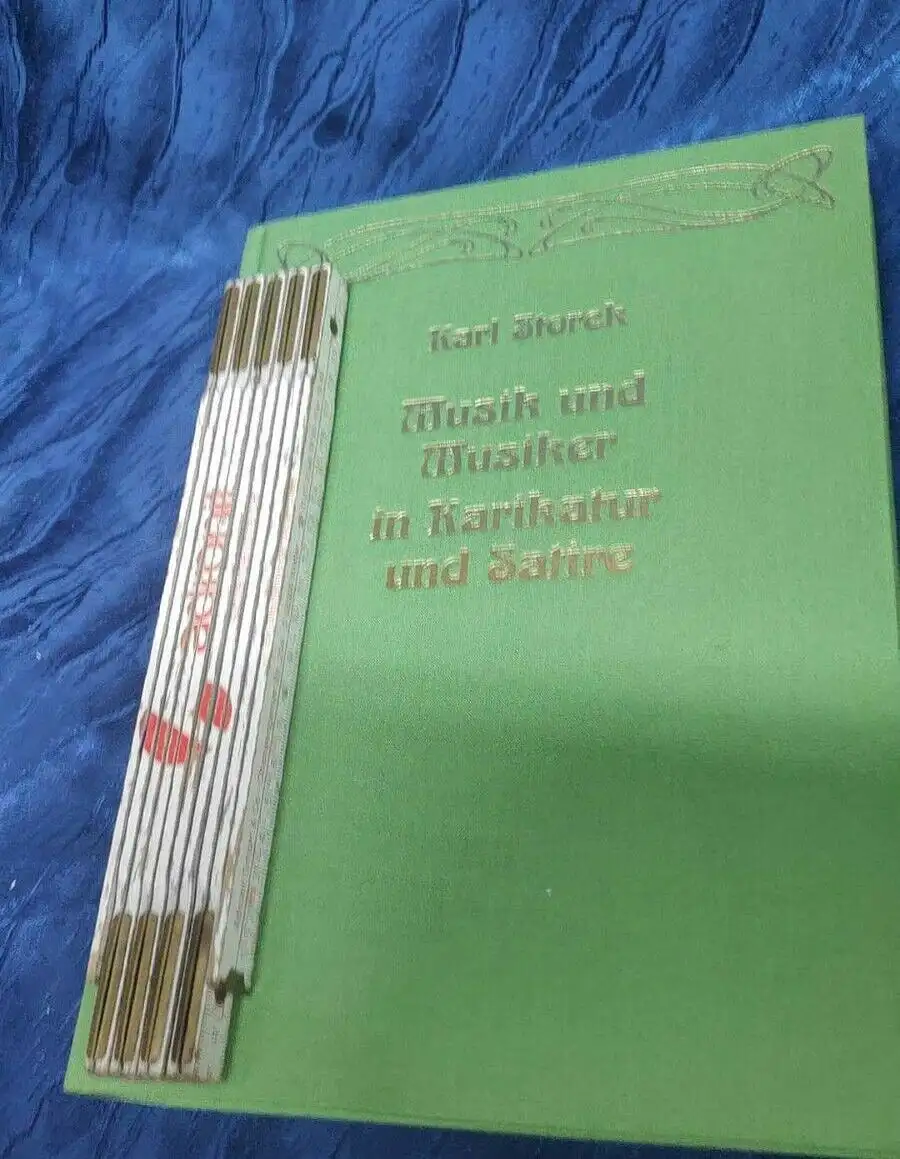 Karl Storck
Musik und
Musiker
in Karikatur
und Satire